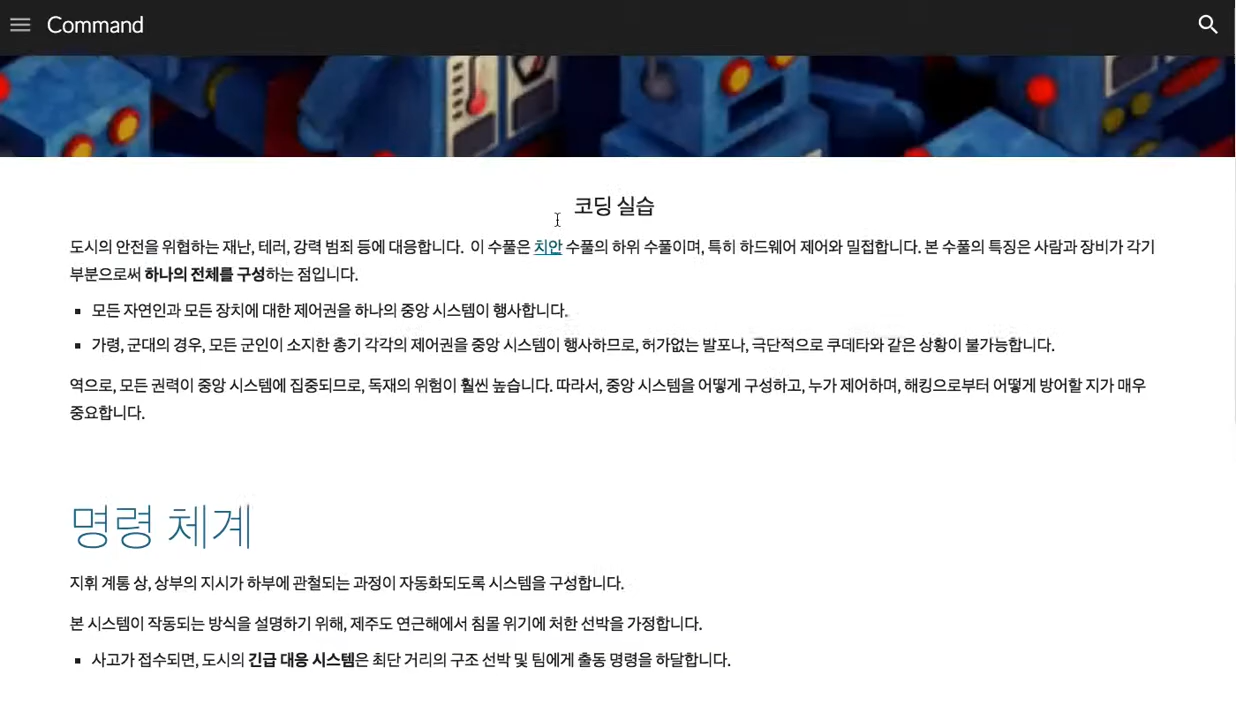 Command
코딩 실습
도시의 안전을 위협하는 재난, 테러, 강력 범죄 등에 대응합니다. 이 수풀은 치안 수풀의 하위 수풀이며, 특히 하드웨어 제어와 밀접합니다. 본 수풀의 특징은 사람과 장비가 각기
부분으로써 하나의 전체를 구성하는 점입니다.
▪ 모든 자연인과 모든 장치에 대한 제어권을 하나의 중앙 시스템이 행사합니다.
▪ 가령, 군대의 경우, 모든 군인이 소지한 총기 각각의 제어권을 중앙 시스템이 행사하므로, 허가없는 발포나, 극단적으로 쿠데타와 같은 상황이 불가능합니다.
역으로, 모든 권력이 중앙 시스템에 집중되므로, 독재의 위험이 훨씬 높습니다. 따라서, 중앙 시스템을 어떻게 구성하고, 누가 제어하며, 해킹으로부터 어떻게 방어할 지가 매우
중요합니다.
명령 체계
지휘 계통 상, 상부의 지시가 하부에 관철되는 과정이 자동화되도록 시스템을 구성합니다.
본 시스템이 작동되는 방식을 설명하기 위해, 제주도 연근해에서 침몰 위기에 처한 선박을 가정합니다.
▪ 사고가 접수되면, 도시의 긴급 대응 시스템은 최단 거리의 구조 선박 및 팀에게 출동 명령을 하달합니다.